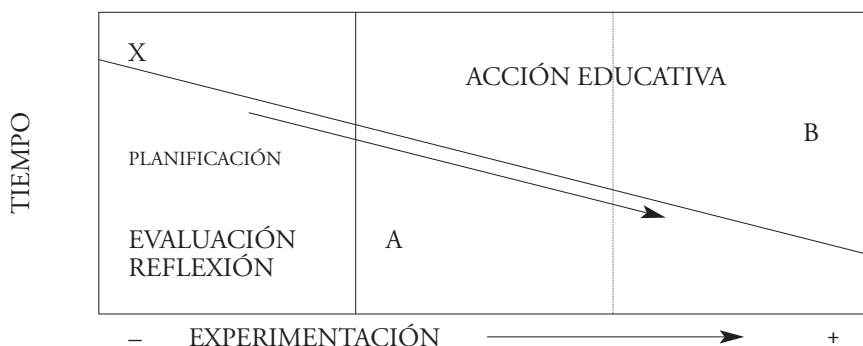 X
ACCIÓN EDUCATIVA
B
TIEMPO
PLANIFICACIÓN
EVALUACIÓN
REFLEXIÓN
A
– EXPERIMENTACIÓN +